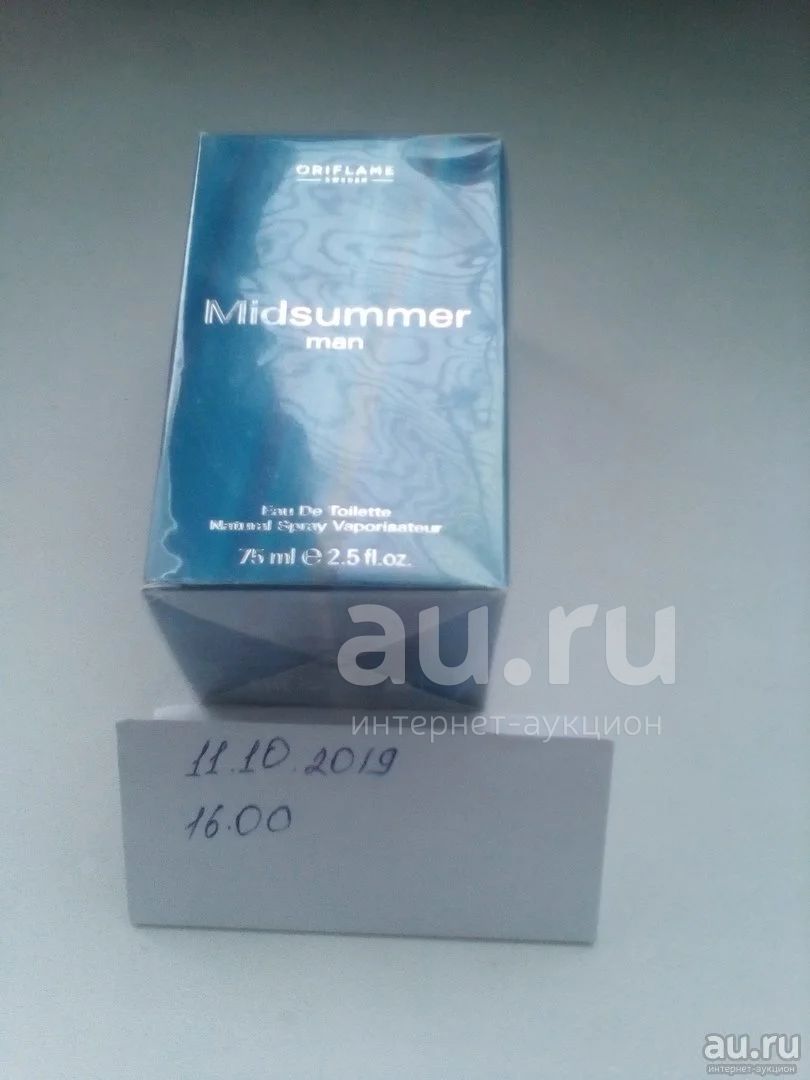 ORIFLAME
SWEDEN
Midsummer
man
Eau De Toilette
Natural Spray Vaporisateur
75 ml e 2.5 fl.oz.
au.ru
интернет-аукцион
11.10.2019
16.00
au.ru
интернет-аукцион